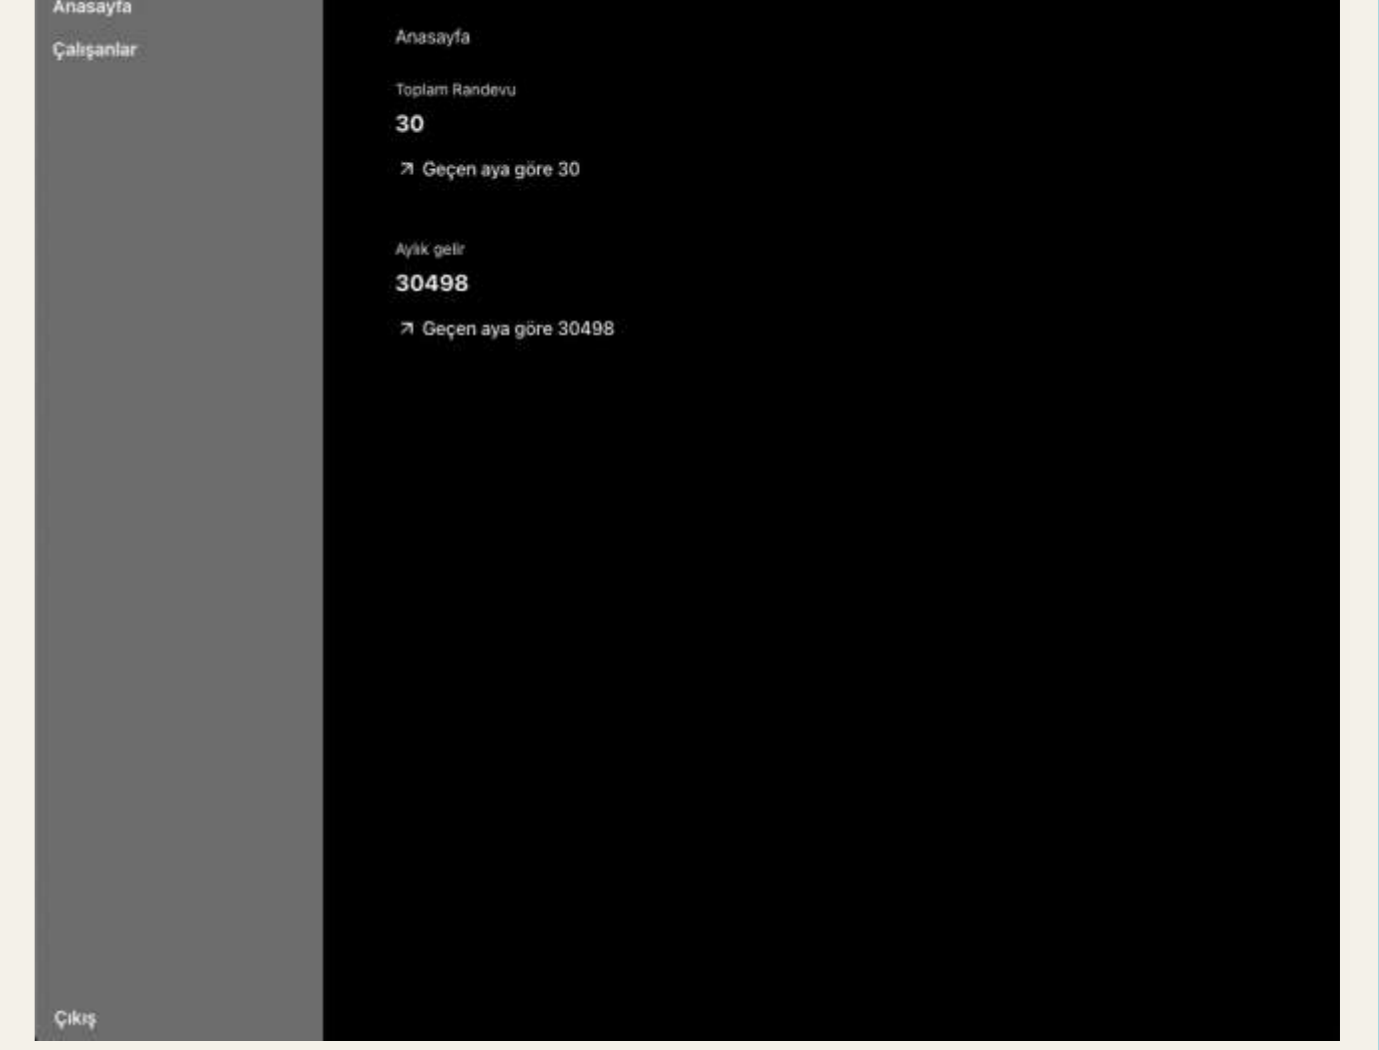 Anasayfa
Çalışanlar
Çıkış
Anasayfa
Toplam Randevu
30
Geçen aya göre 30
Aylık gelir
30498
Geçen aya göre 30498